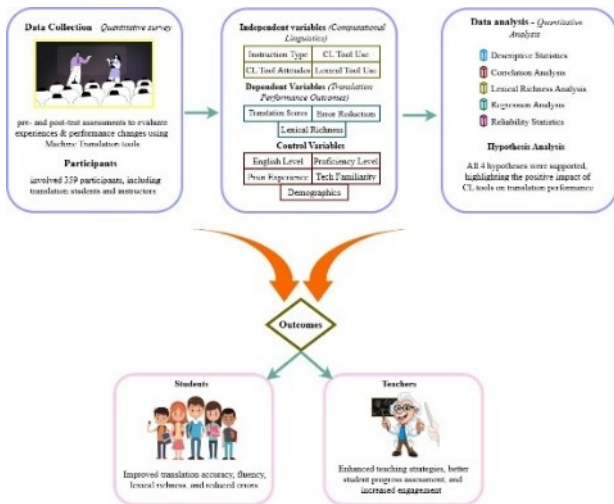 Data Collection Quantitative survey
pre- and post-test assessments to evaluate
experiences & performance changes using
Machine Translation tools
Participants
involved 359 participants, including
translation students and instructors
Independent variables (Computational
Linguistics)
Instruction Type
CL Tool Use
CL Tool Attitudes
Lexical Tool Use
Dependent Variables (Translation
Performance Outcomes)
Translation Scores
Error Reduction
Lexical Richness
Control Variables
English Level
Proficiency Level
Prior Experience
Tech Familiarity
Demographics
Data analysis - Quantitative
Analysis
Descriptive Statistics
Correlation Analysis
Lexical Richness Analysis
Regression Analysis
Reliability Statistics
Hypothesis Analysis
All 4 hypotheses were supported,
highlighting the positive impact of
CL tools on translation performance
Outcomes
Students
Improved translation accuracy, fluency,
lexical richness, and reduced errors
Teachers
Enhanced teaching strategies, better
student progress assessment, and
increased engagement